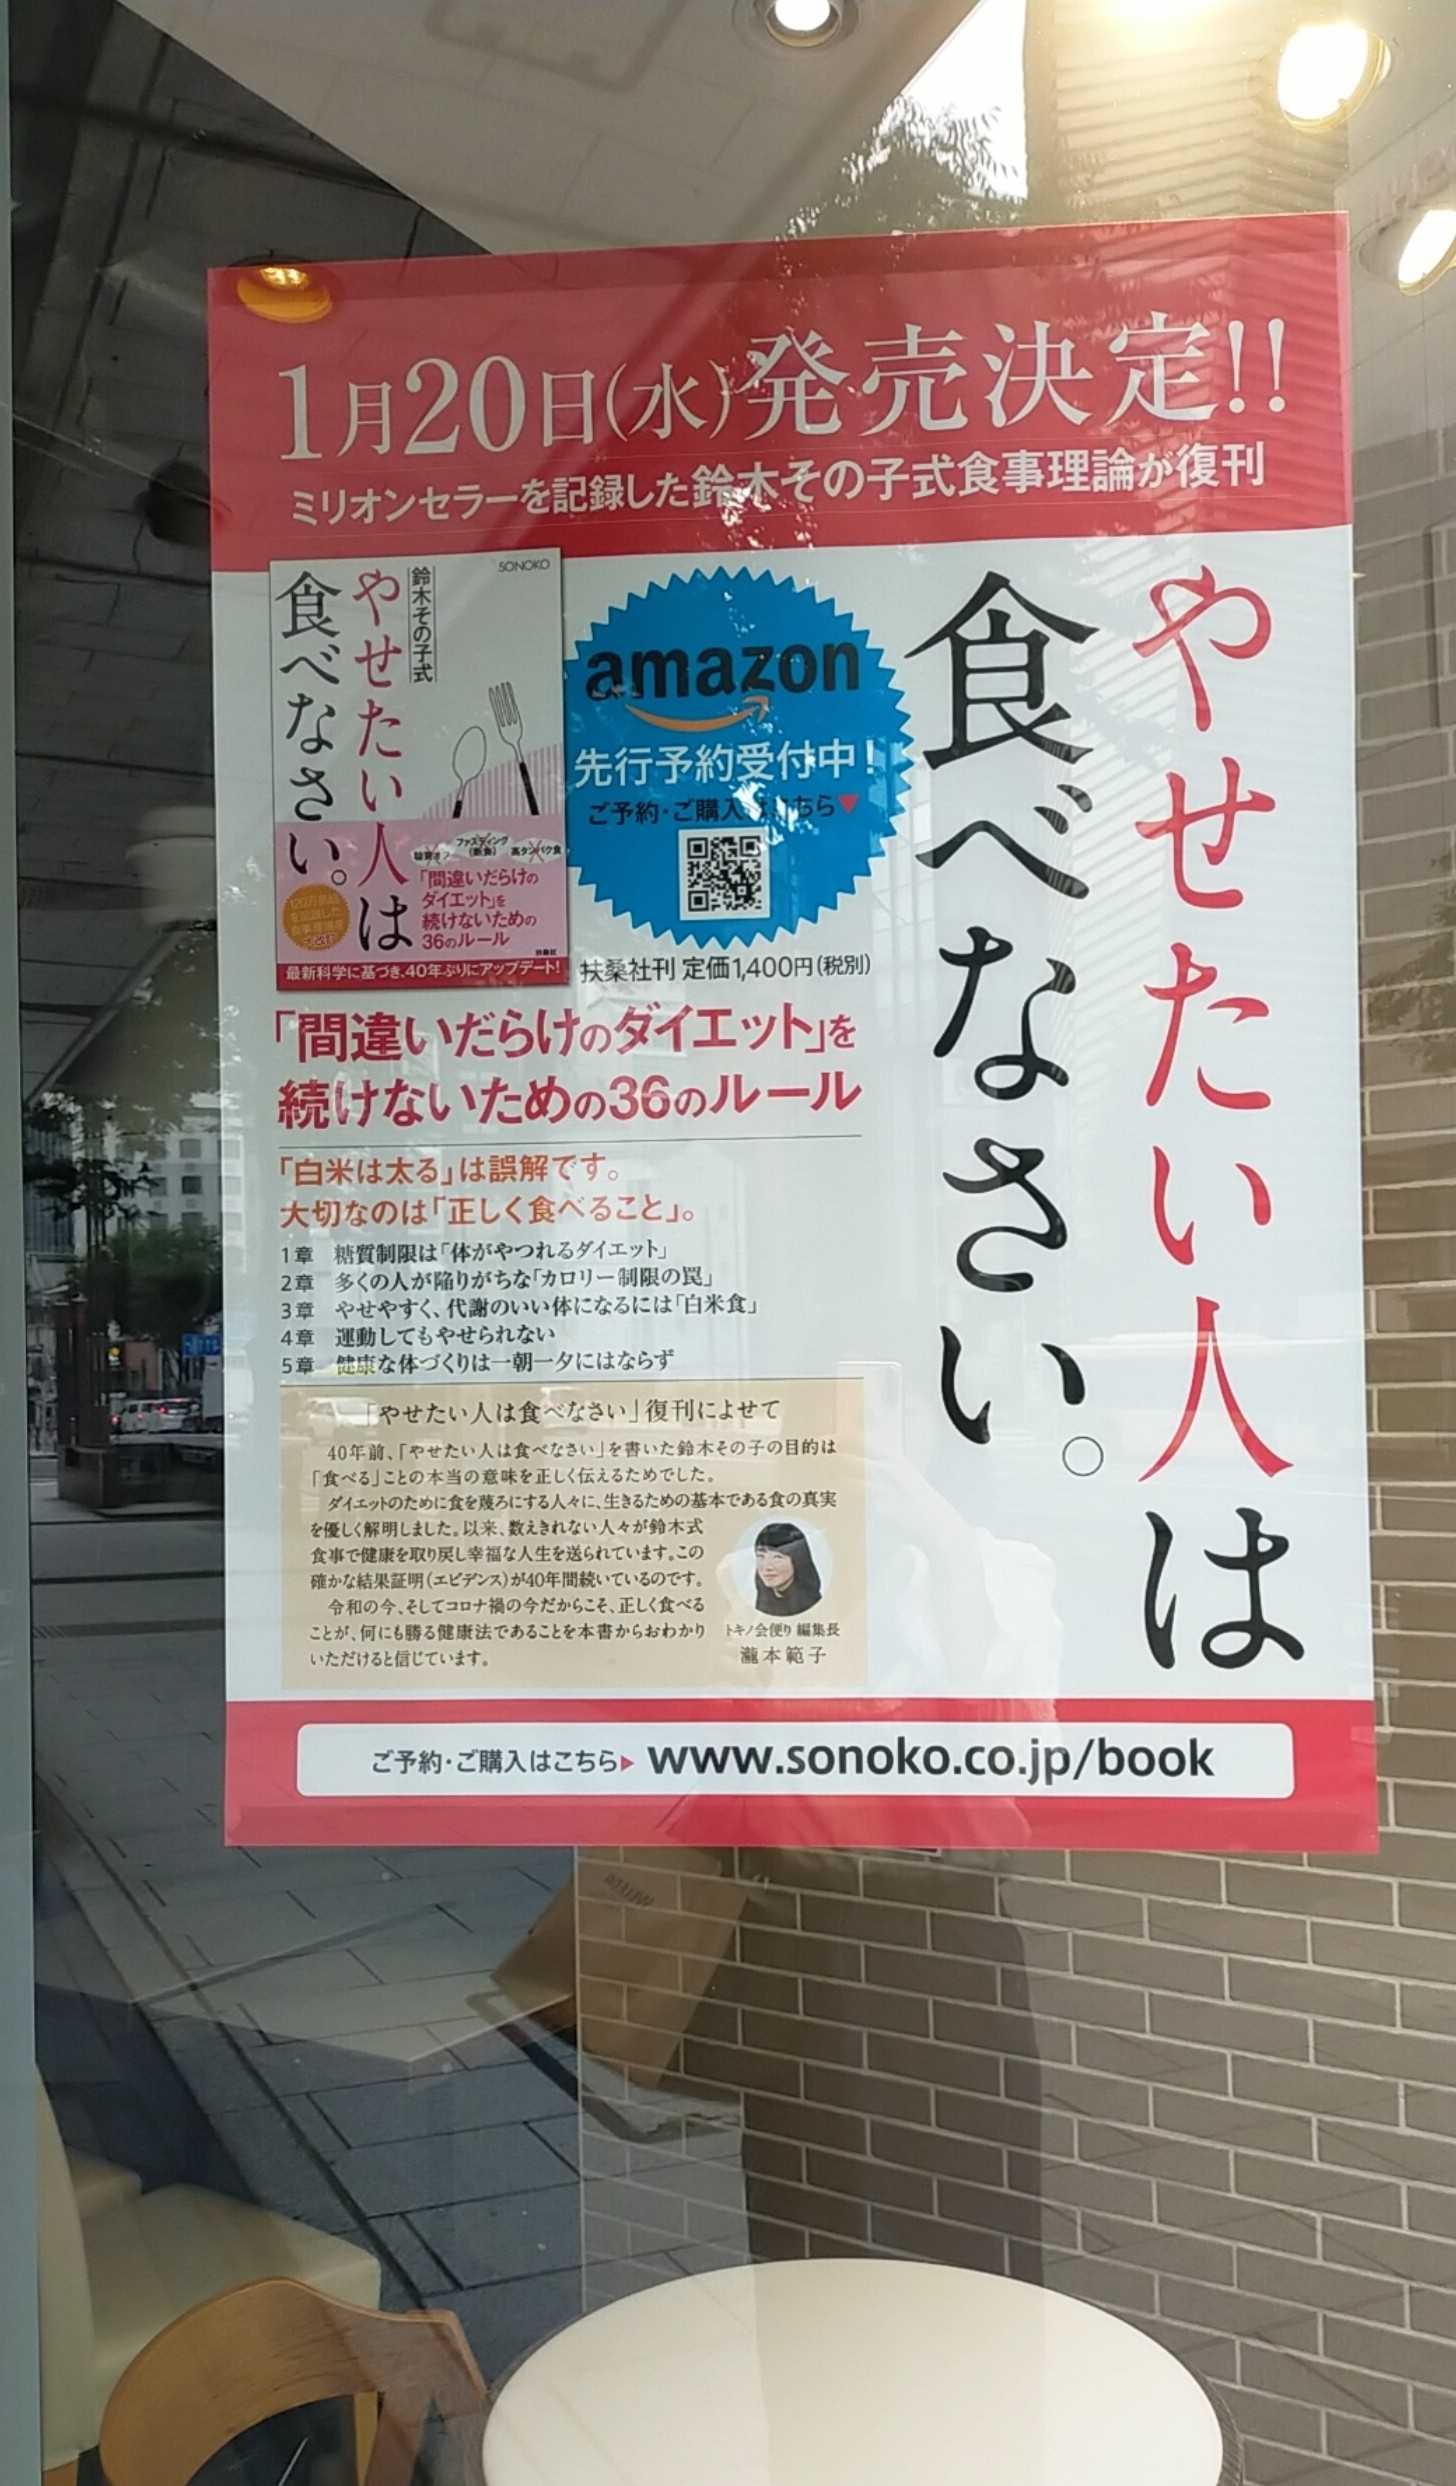 1月20日(水)発売決定!!
ミリオンセラーを記録した鈴木その子式食事理論が復刊
やせたい人は
食べなさい。
SONOKO
鈴木その子式
やせたい人は
食べなさい。
ファスティング
(断食)
高タンパク食
「間違いだらけの
ダイエット」を
続けないための
36のルール
扶桑社
最新科学に基づき、40年ぶりにアップデート!
amazon
先行予約受付中!
ご予約・ご購入はこちら▼
扶桑社刊 定価1,400円(税別)
「間違いだらけのダイエット」を
続けないための36のルール
「白米は太る」は誤解です。
大切なのは「正しく食べること」。
1章 糖質制限は「体がやつれるダイエット」
2章 多くの人が陥りがちな「カロリー制限の罠」
3章 やせやすく、代謝のいい体になるには「白米食」
4章 運動してもやせられない
5章 健康な体づくりは一朝一夕にはならず
「やせたい人は食べなさい」復刊によせて
40年前、「やせたい人は食べなさい」を書いた鈴木その子の目的は
「食べる」ことの本当の意味を正しく伝えるためでした。
ダイエットのために食を蔑ろにする人々に、生きるための基本である食の真実
を優しく解明しました。以来、数えきれない人々が鈴木式
食事で健康を取り戻し幸福な人生を送られています。この
確かな結果証明(エビデンス)が40年間続いているのです。
令和の今、そしてコロナ禍の今だからこそ、正しく食べる
ことが、何にも勝る健康法であることを本書からおわかり
いただけると信じています。
トキノ会便り 編集長
瀧本範子
ご予約・ご購入はこちら▶ www.sonoko.co.jp/book